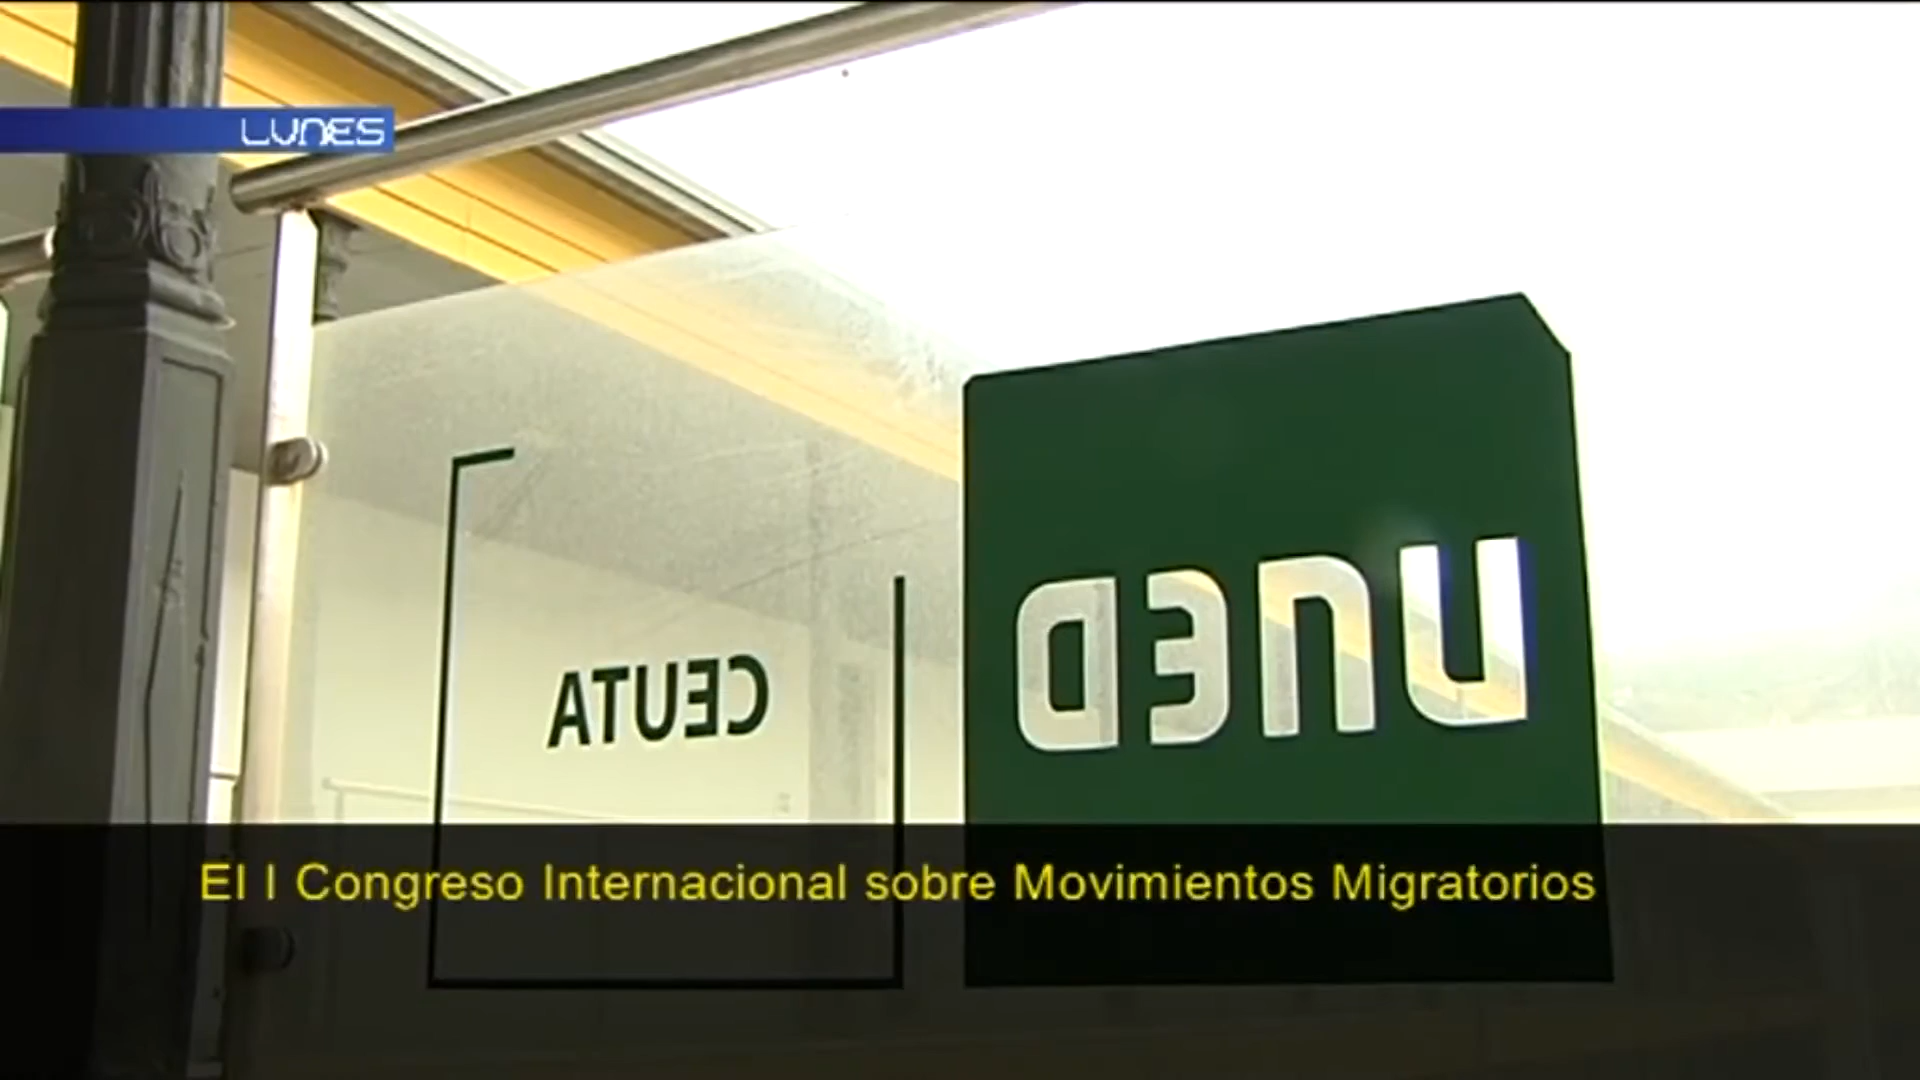 LUNES
CEUTA
UNED
El I Congreso Internacional sobre Movimientos Migratorios